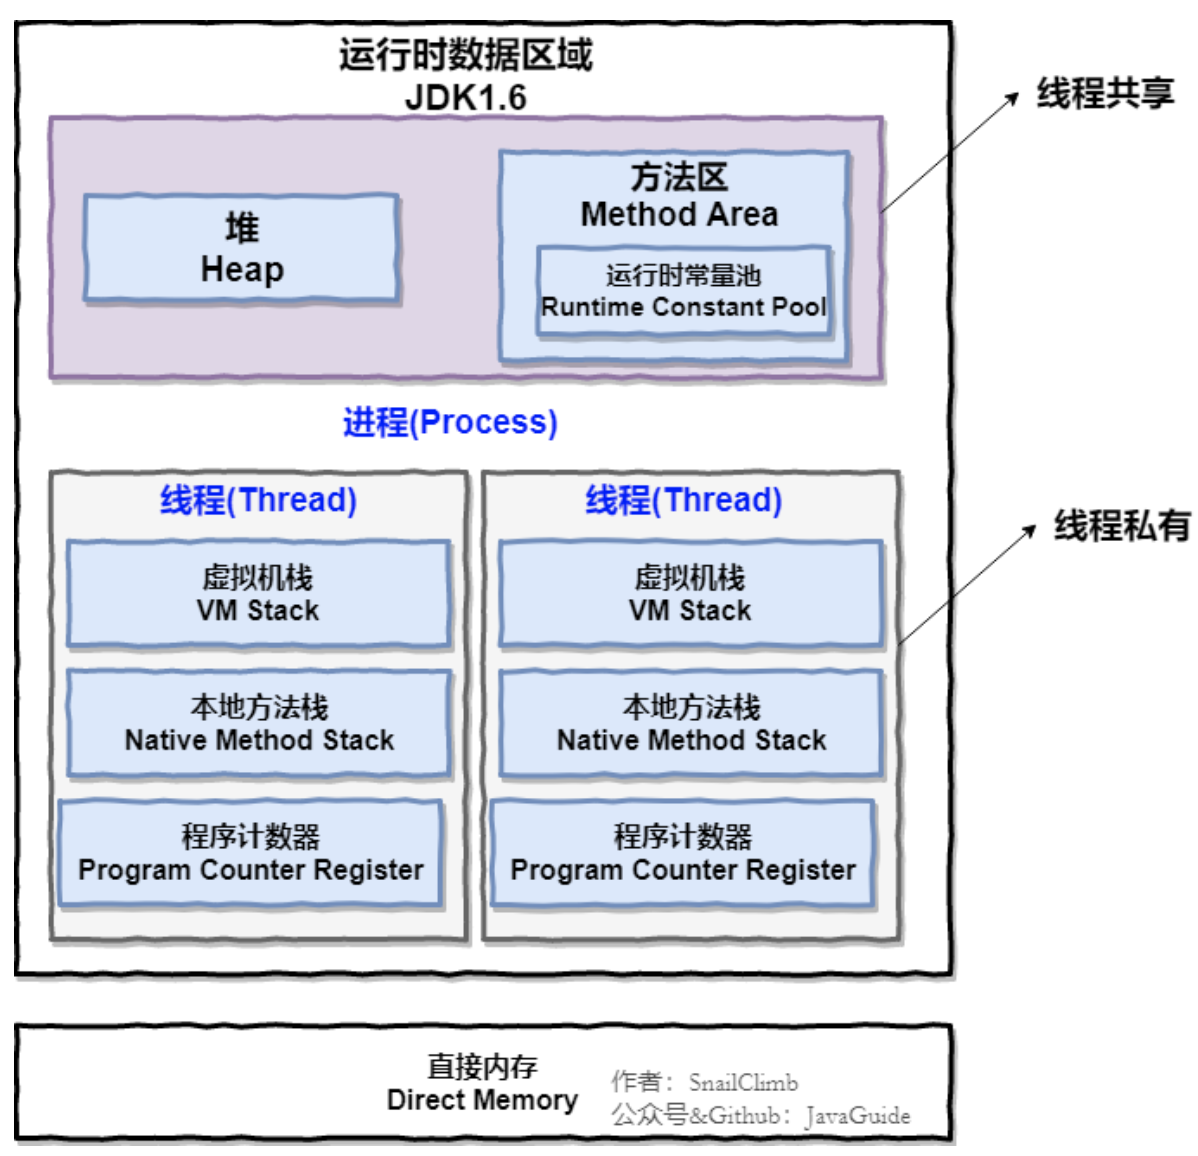 运行时数据区域
JDK1.6
线程共享
堆
Heap
方法区
Method Area
运行时常量池
Runtime Constant Pool
进程(Process)
线程(Thread)
虚拟机栈
VM Stack
本地方法栈
Native Method Stack
程序计数器
Program Counter Register
线程(Thread)
虚拟机栈
VM Stack
本地方法栈
Native Method Stack
程序计数器
Program Counter Register
线程私有
直接内存
Direct Memory
作者：SnailClimb
公众号&Github：JavaGuide